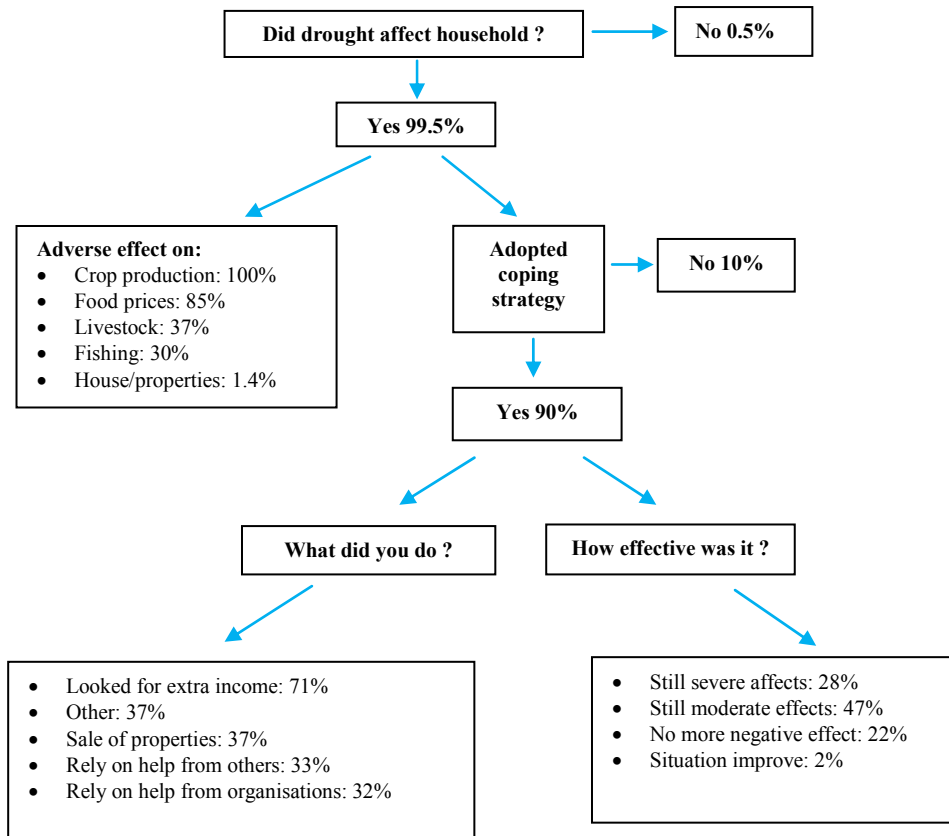 Did drought affect household ?
No 0.5%
Yes 99.5%
Adverse effect on:
• Crop production: 100%
• Food prices: 85%
• Livestock: 37%
• Fishing: 30%
• House/properties: 1.4%
Adopted
coping
strategy
No 10%
Yes 90%
What did you do ?
How effective was it ?
• Looked for extra income: 71%
• Other: 37%
• Sale of properties: 37%
• Rely on help from others: 33%
• Rely on help from organisations: 32%
• Still severe affects: 28%
• Still moderate effects: 47%
• No more negative effect: 22%
• Situation improve: 2%